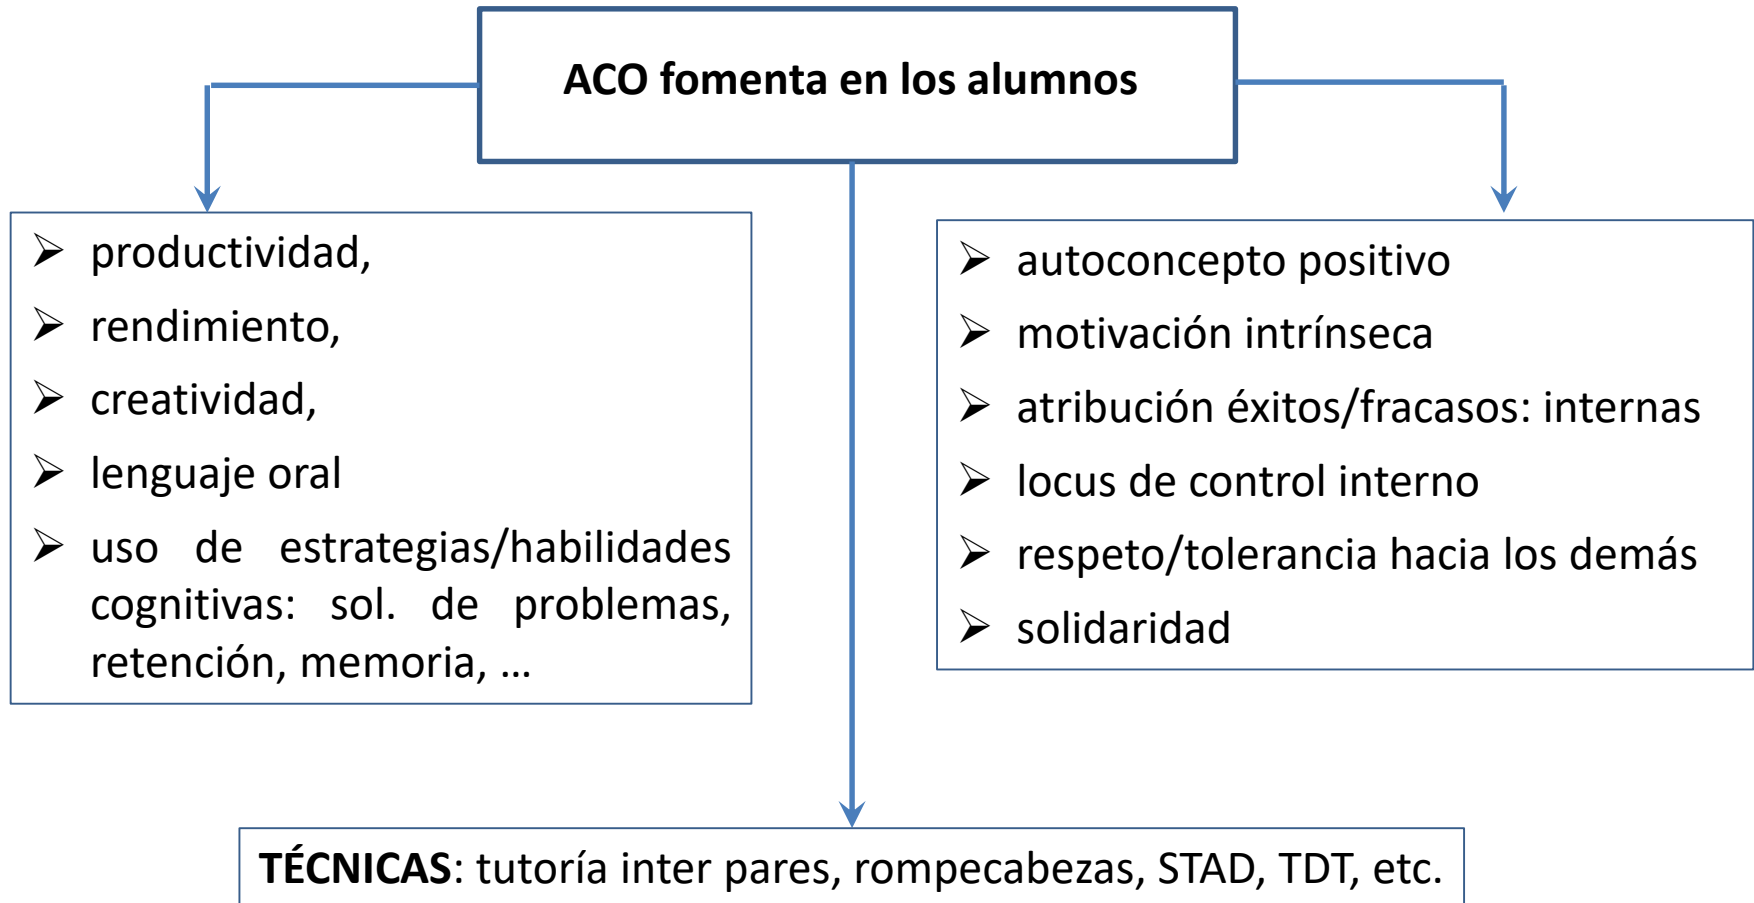 ACO fomenta en los alumnos
➢ productividad,
➢ rendimiento,
➢ creatividad,
➢ lenguaje oral
➢ uso de estrategias/habilidades
cognitivas: sol. de problemas,
retención, memoria, …
➢ autoconcepto positivo
➢ motivación intrínseca
➢ atribución éxitos/fracasos: internas
➢ locus de control interno
➢ respeto/tolerancia hacia los demás
➢ solidaridad
TÉCNICAS: tutoría inter pares, rompecabezas, STAD, TDT, etc.